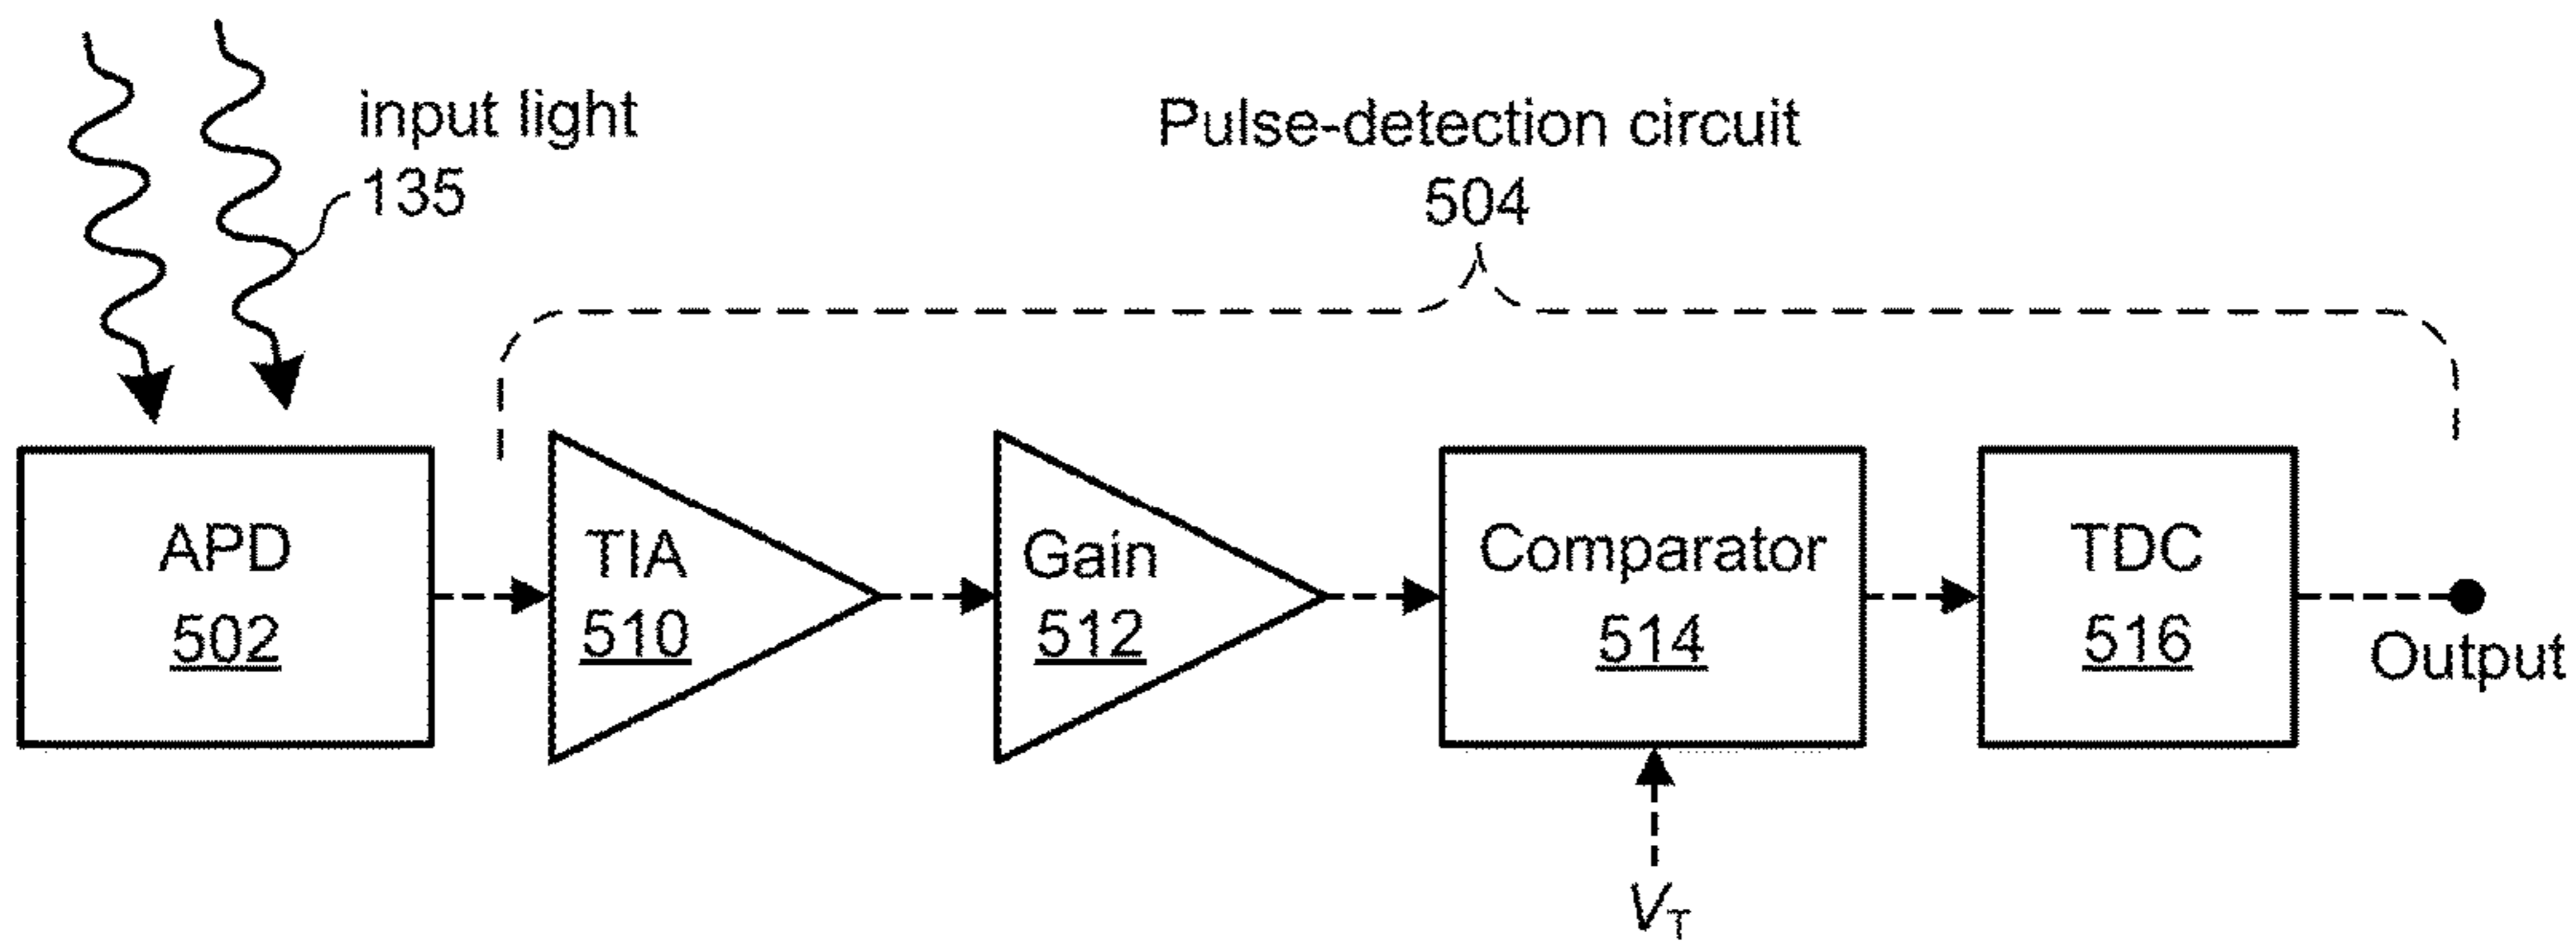 input light
135
Pulse-detection circuit
504
APD
502
TIA
510
Gain
512
Comparator
514
TDC
516
Output
VT